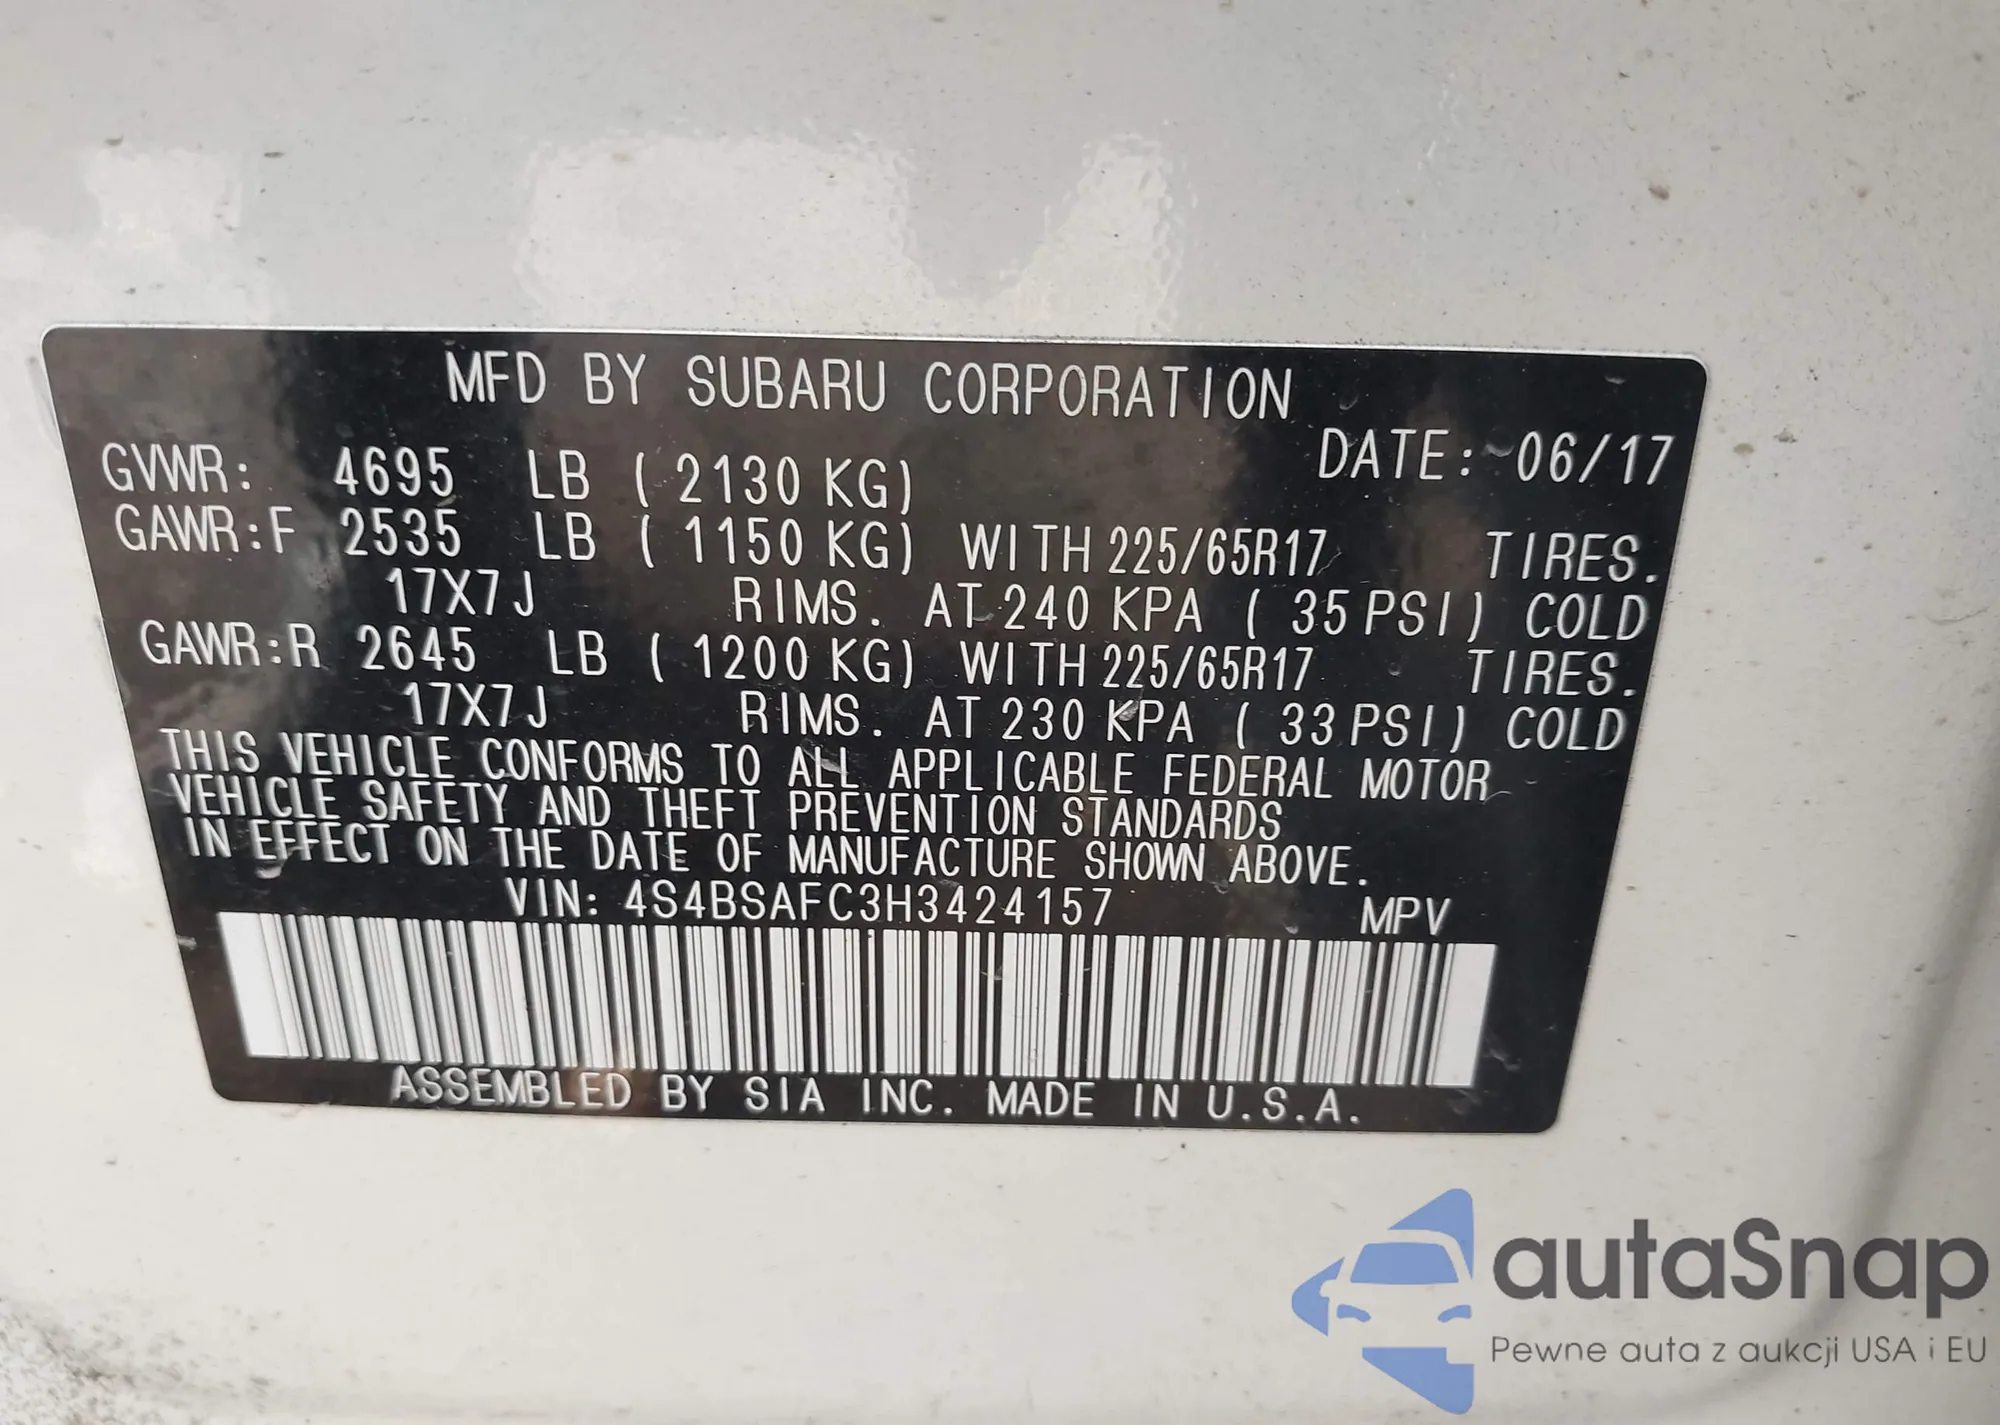 MFD BY SUBARU CORPORATION
DATE: 06/17
GVWR: 4695 LB ( 2130 KG)
GAWR:F 2535 LB ( 1150 KG) WITH 225/65R17 TIRES.
17X7J RIMS. AT 240 KPA ( 35 PSI) COLD
GAWR:R 2645 LB ( 1200 KG) WITH 225/65R17 TIRES.
17X7J RIMS. AT 230 KPA ( 33 PSI) COLD
THIS VEHICLE CONFORMS TO ALL APPLICABLE FEDERAL MOTOR
VEHICLE SAFETY AND THEFT PREVENTION STANDARDS
IN EFFECT ON THE DATE OF MANUFACTURE SHOWN ABOVE.
VIN: 4S4BSAFC3H3424157 MPV
ASSEMBLED BY SIA INC. MADE IN U.S.A.
autaSnap
Pewne auta z aukcji USA i EU